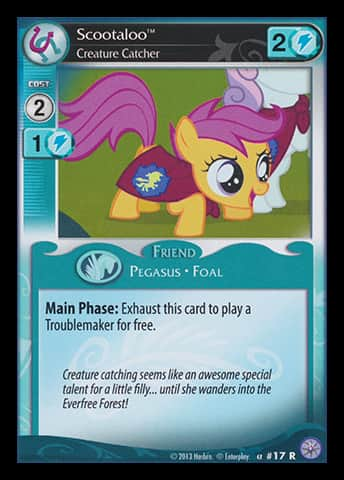 Scootaloo™
Creature Catcher
2
COST
2
1
FRIEND
PEGASUS • FOAL
Main Phase: Exhaust this card to play a
Troublemaker for free.
Creature catching seems like an awesome special
talent for a little filly... until she wanders into the
Everfree Forest!
© 2013 Hasbro. © Enterplay. α #17 R